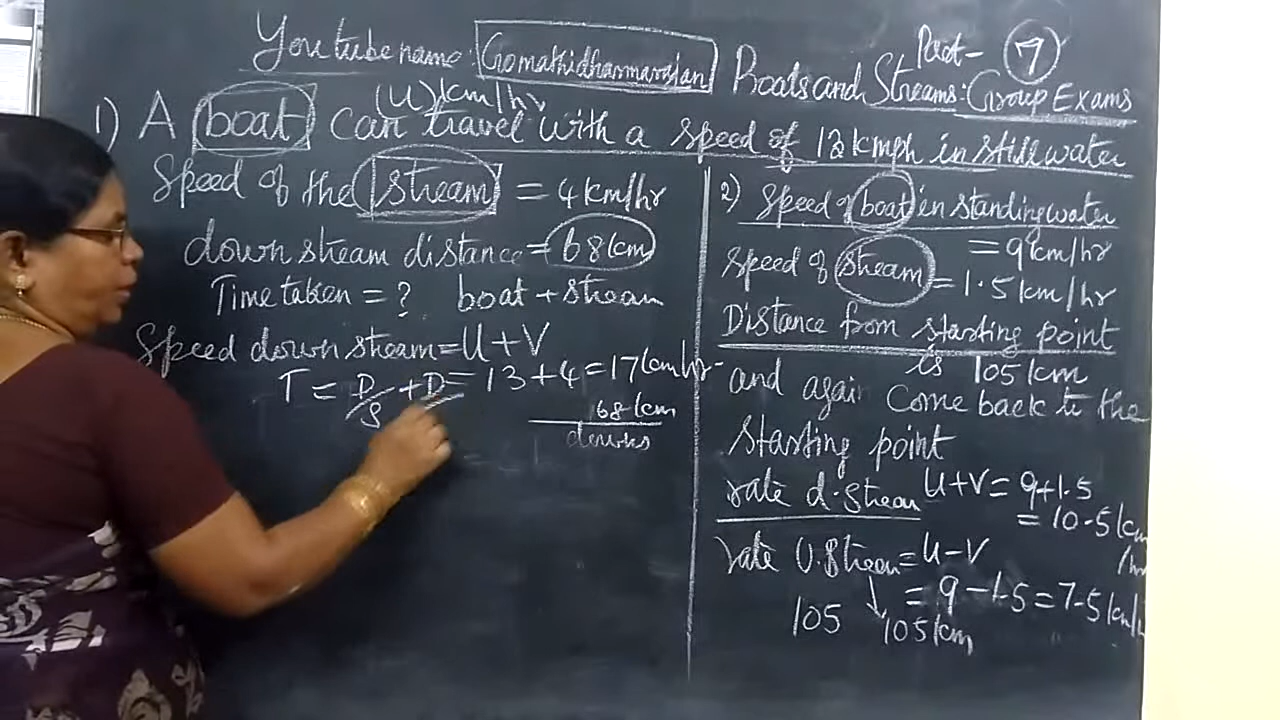 Youtube name: Gomathidharmarajan
Part- 7
Boats and Streams: Group Exams
(u) km/hr
1) A boat can travel with a speed of 13 kmph in still water
Speed of the stream = 4 km/hr
down stream distance = 68 km
Time taken = ? boat + stream
Speed down stream = U+V
T = D/S + D = 13+4 = 17 km/hr
68 km
downs
2) Speed of boat in standing water
= 9 km/hr
Speed of stream = 1.5 km/hr
Distance from starting point
is 105 km
and again Come back to the
starting point
rate d.stream U+V = 9+1.5
= 10.5 km
/hr
rate U.Stream = U-V
= 9-1.5 = 7.5 km/h
105 105 km